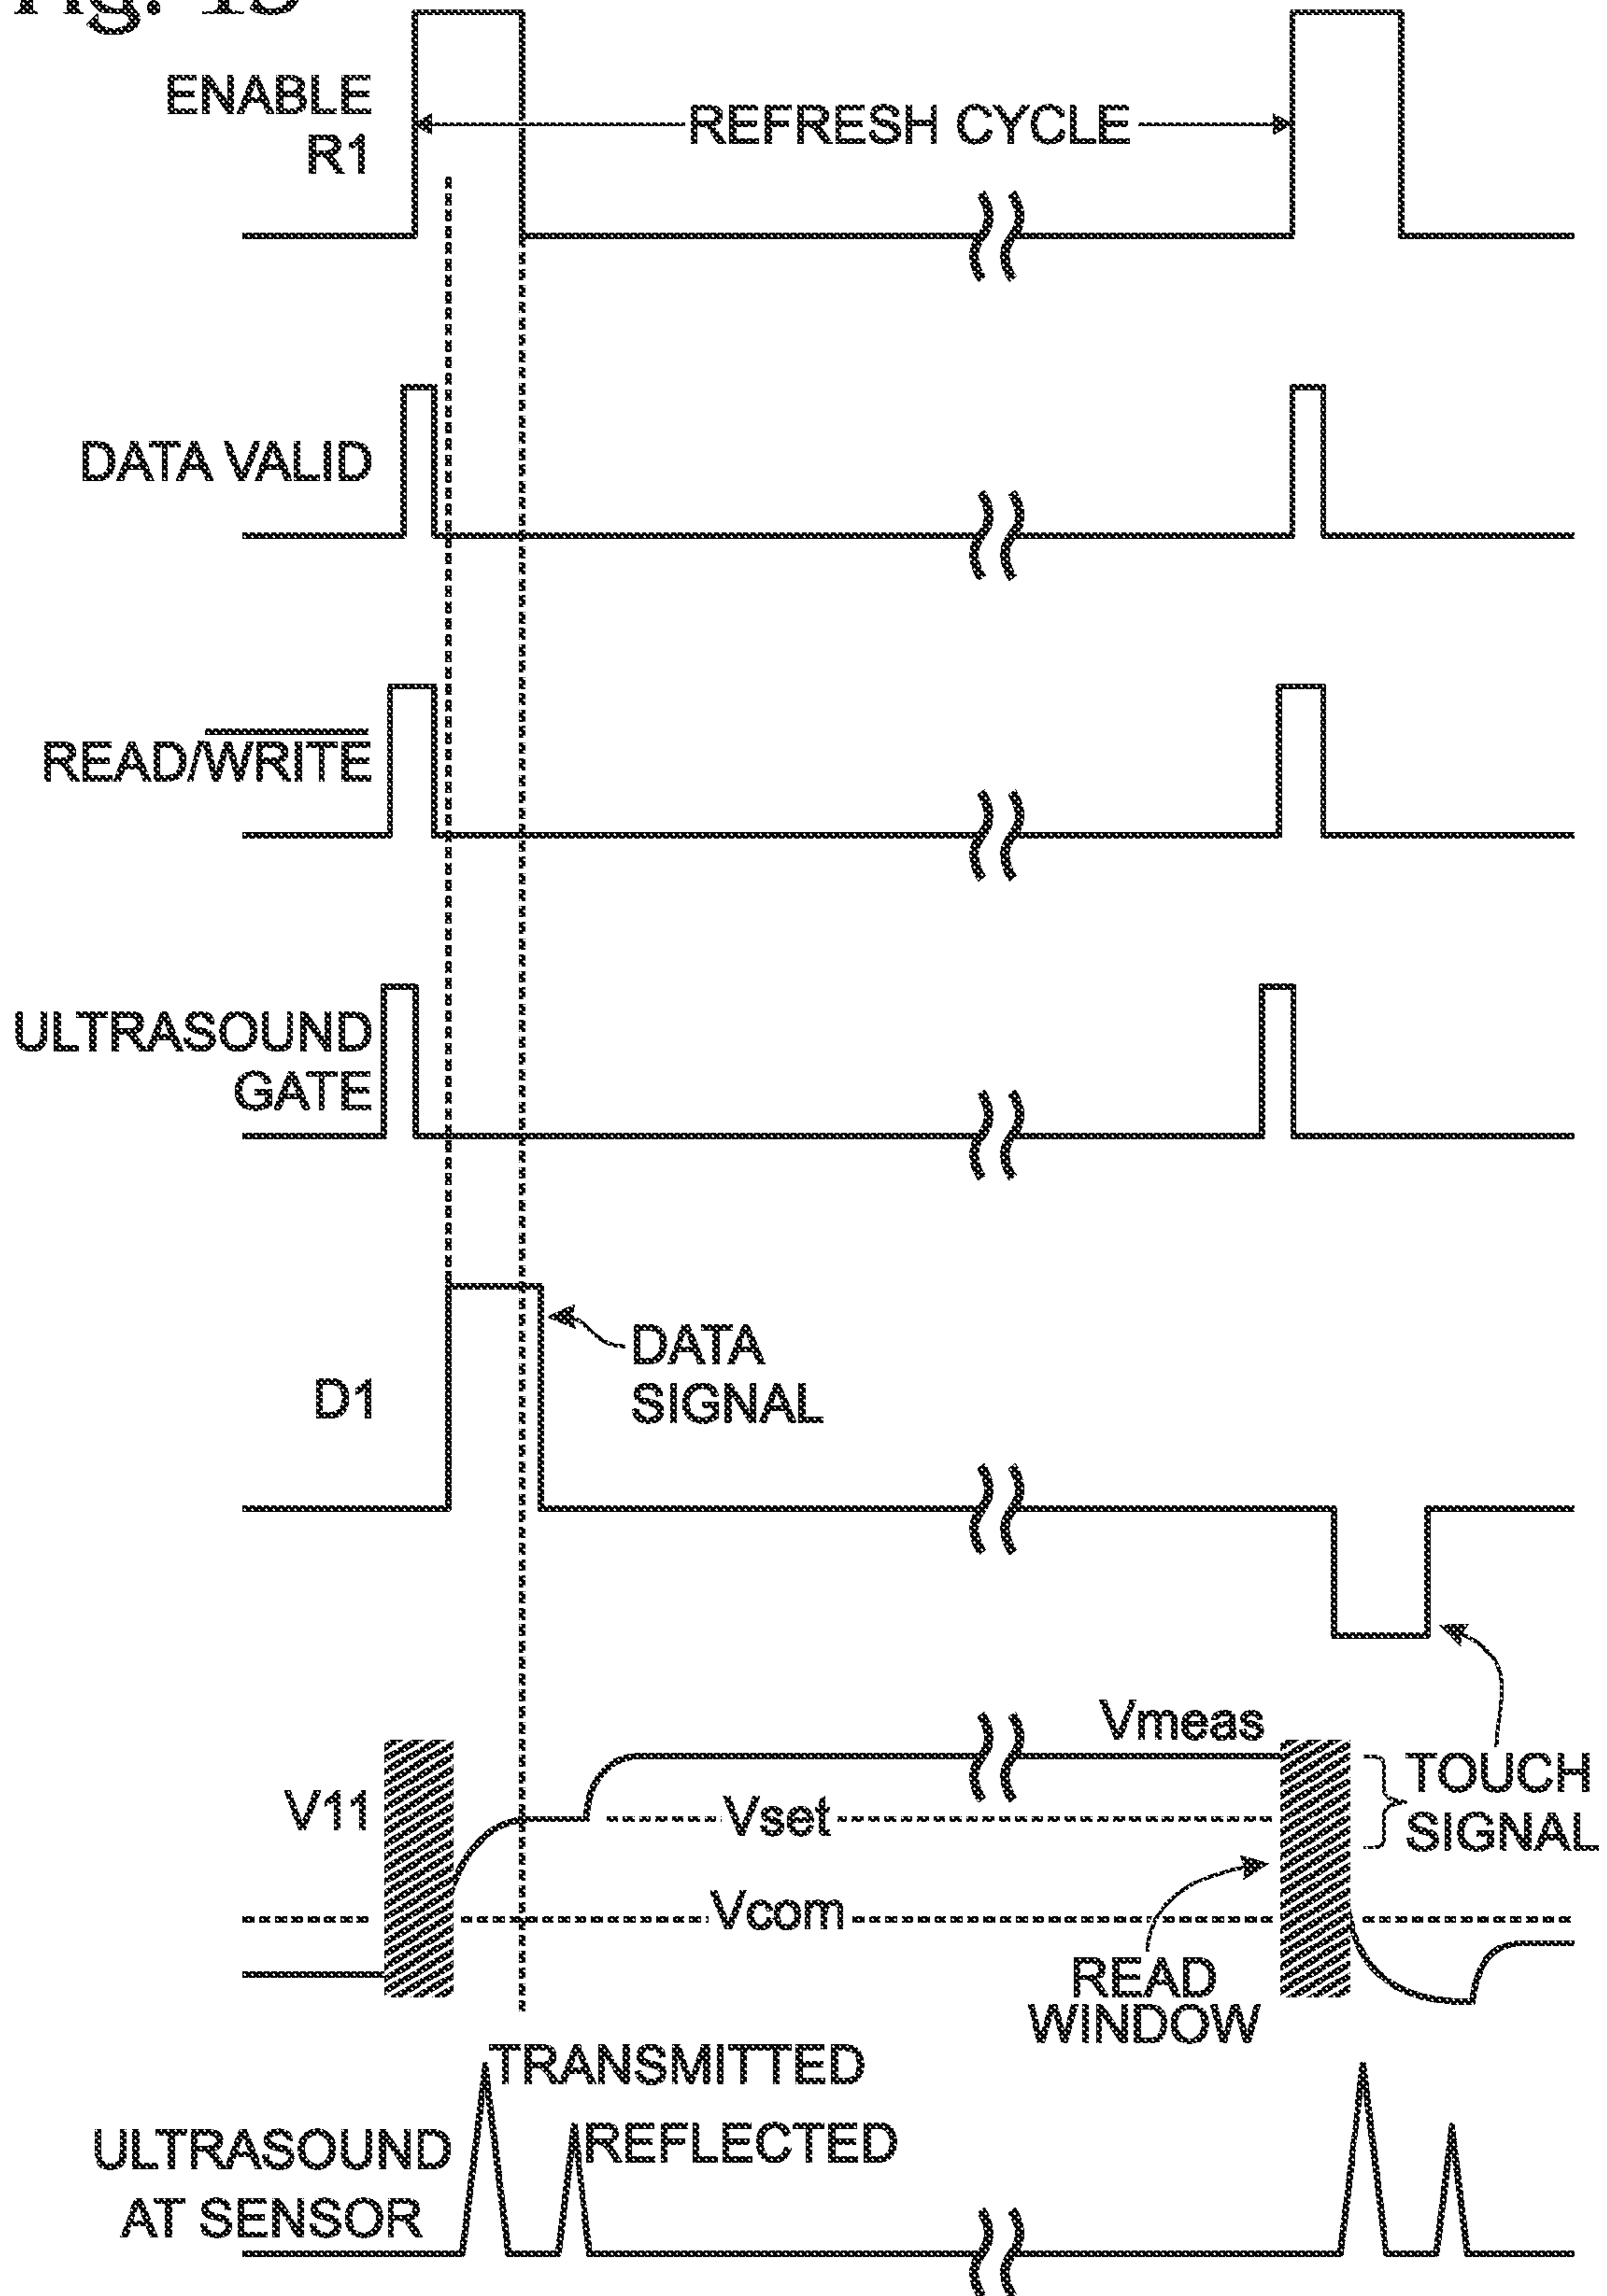 ENABLE
R1
REFRESH CYCLE
DATA VALID
READ/WRITE
ULTRASOUND
GATE
D1
DATA
SIGNAL
V11
Vmeas
Vset
Vcom
TOUCH
SIGNAL
READ
WINDOW
TRANSMITTED
REFLECTED
ULTRASOUND
AT SENSOR